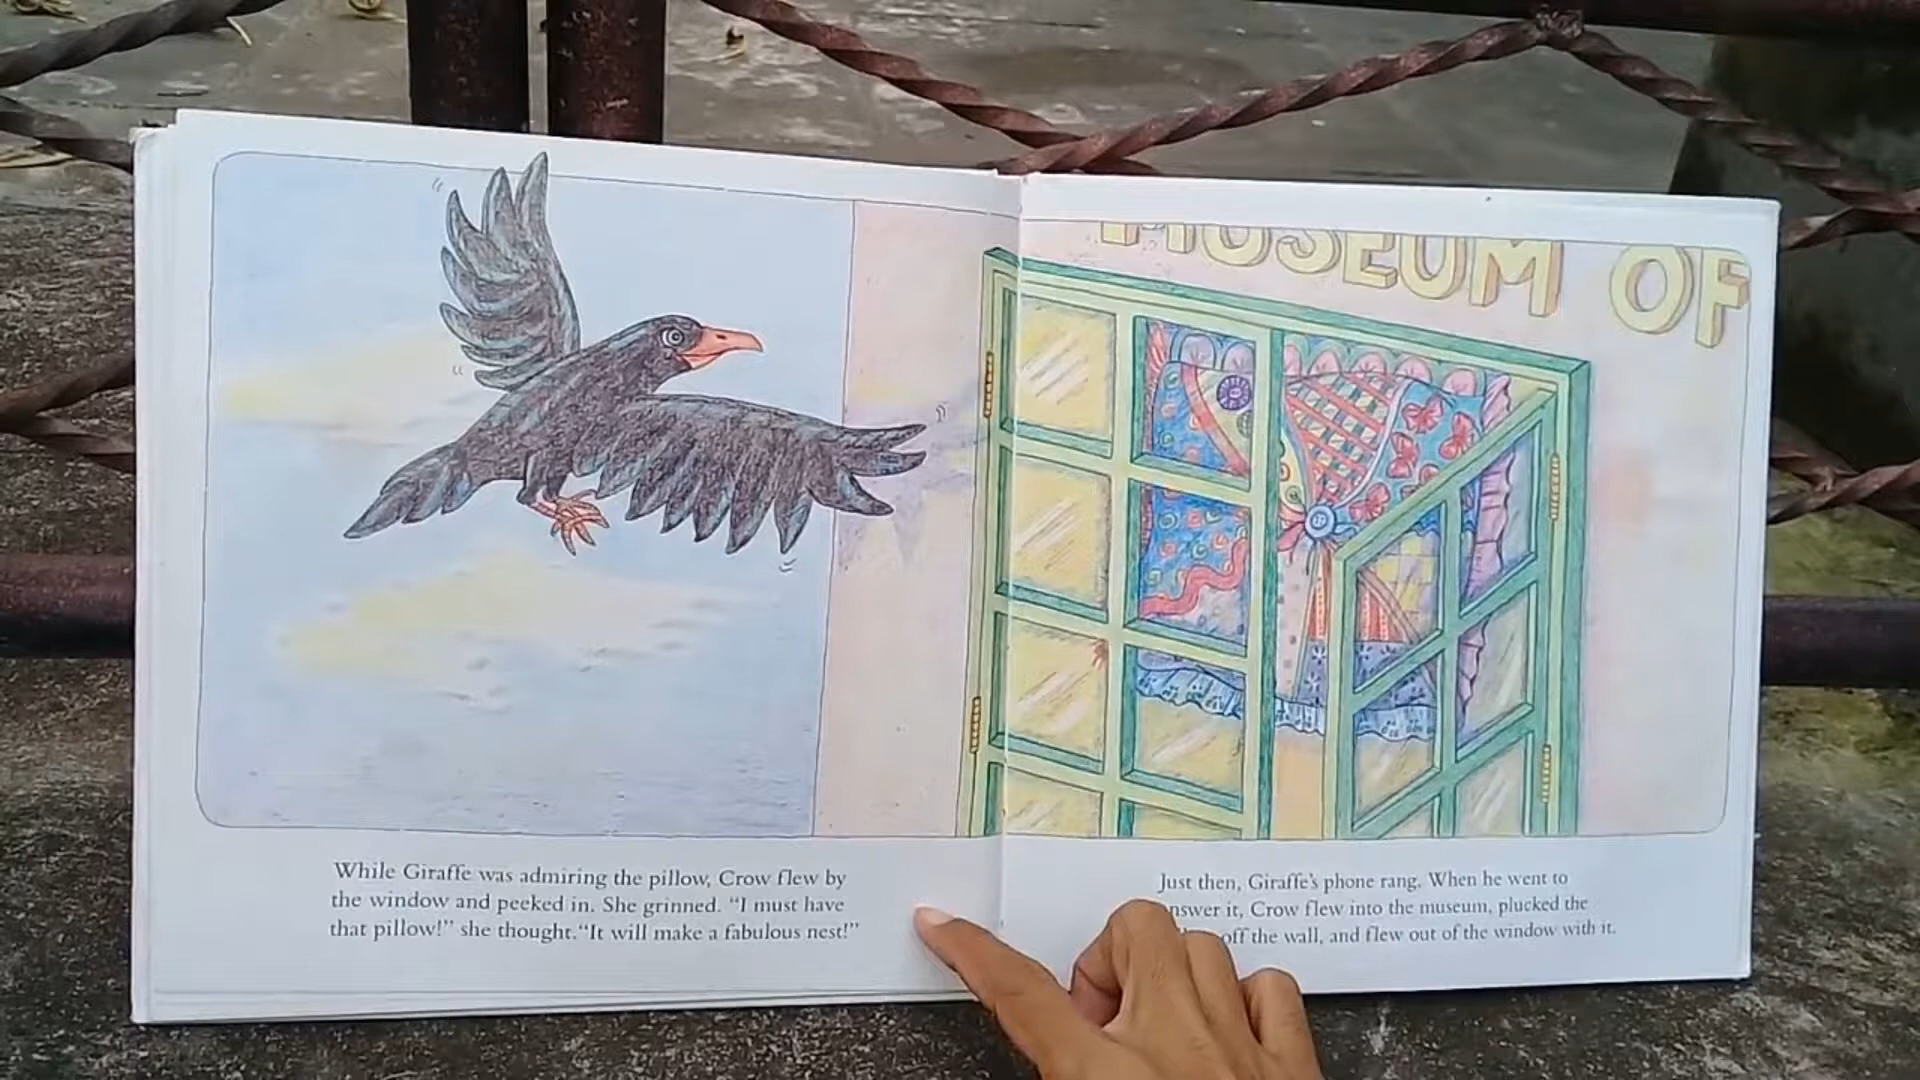 MUSEUM OF
While Giraffe was admiring the pillow, Crow flew by
the window and peeked in. She grinned. “I must have
that pillow!” she thought.“It will make a fabulous nest!”
Just then, Giraffe’s phone rang. When he went to
it, Crow flew into the museum, plucked the
off the wall, and flew out of the window with it.